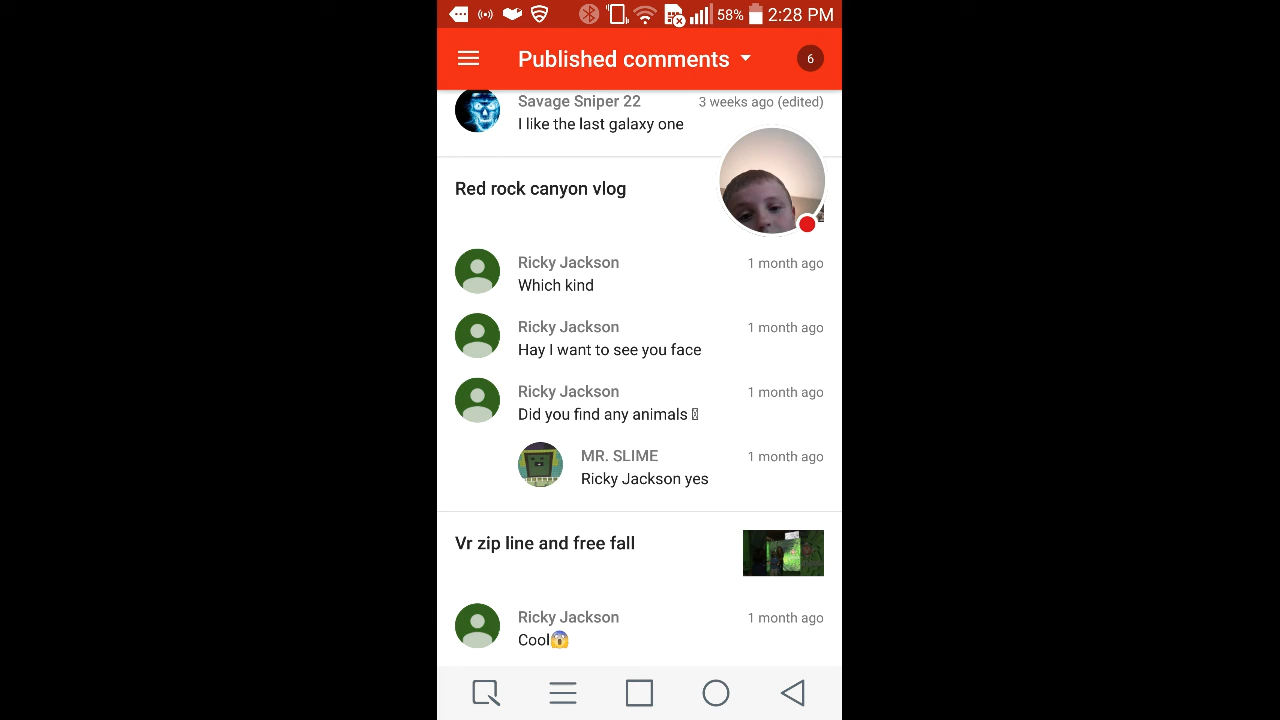 58% 2:28 PM
Published comments 6
Savage Sniper 22 3 weeks ago (edited)
I like the last galaxy one
Red rock canyon vlog
Ricky Jackson 1 month ago
Which kind
Ricky Jackson 1 month ago
Hay I want to see you face
Ricky Jackson 1 month ago
Did you find any animals
MR. SLIME 1 month ago
Ricky Jackson yes
Vr zip line and free fall
Ricky Jackson 1 month ago
Cool😱